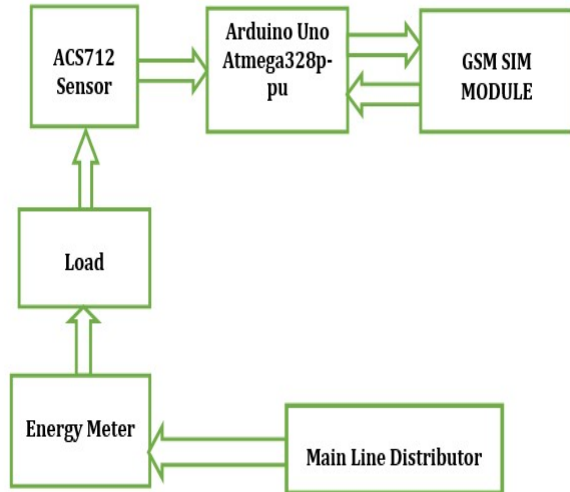 ACS712
Sensor
Arduino Uno
Atmega328p-
pu
GSM SIM
MODULE
Load
Energy Meter
Main Line Distributor